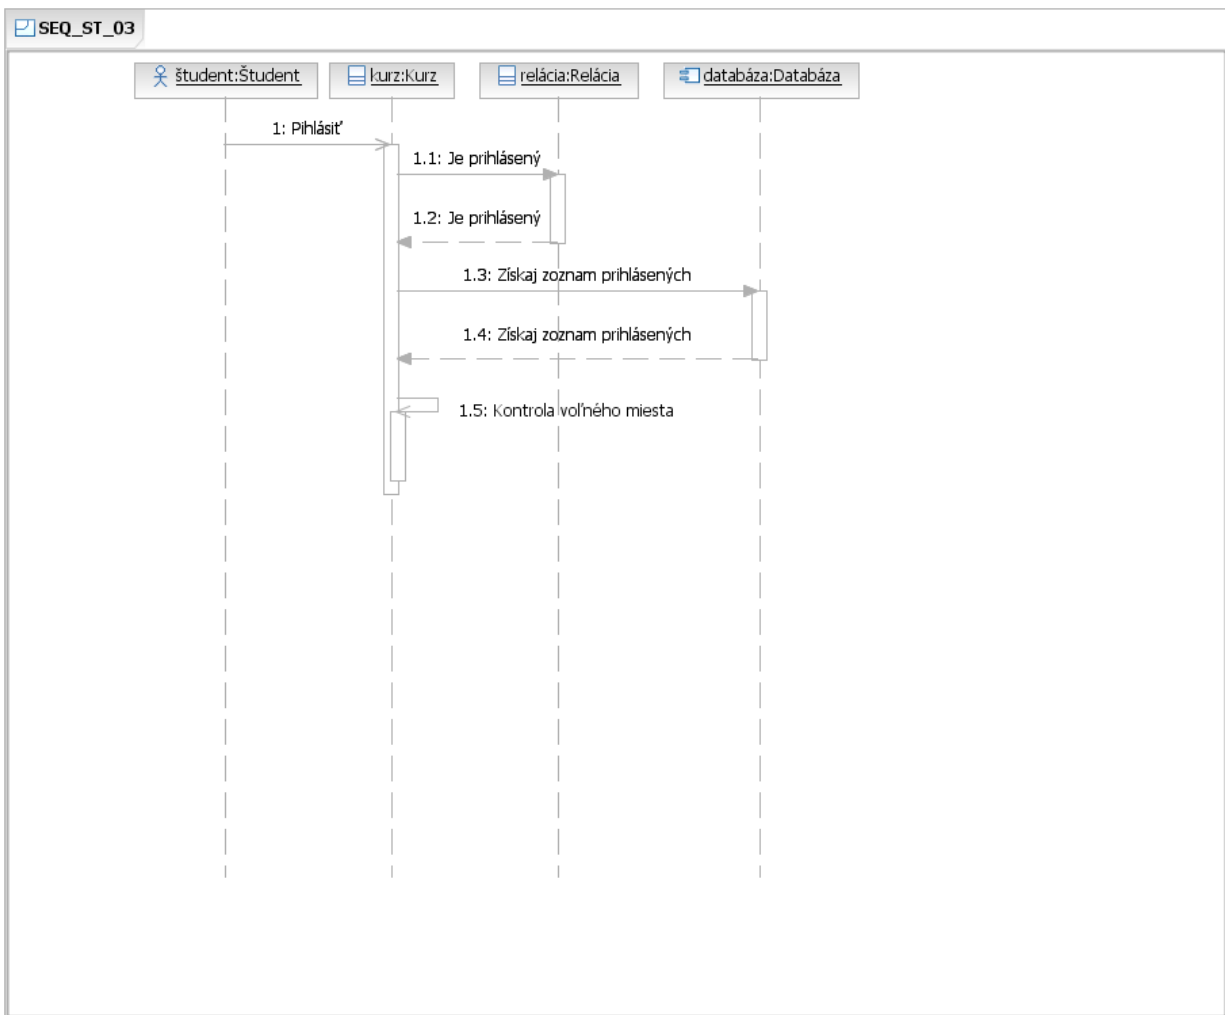 SEQ_ST_03
študent:Študent
kurz:Kurz
relácia:Relácia
databáza:Databáza
1: Pihlásiť
1.1: Je prihlásený
1.2: Je prihlásený
1.3: Získaj zoznam prihlásených
1.4: Získaj zoznam prihlásených
1.5: Kontrola voľného miesta